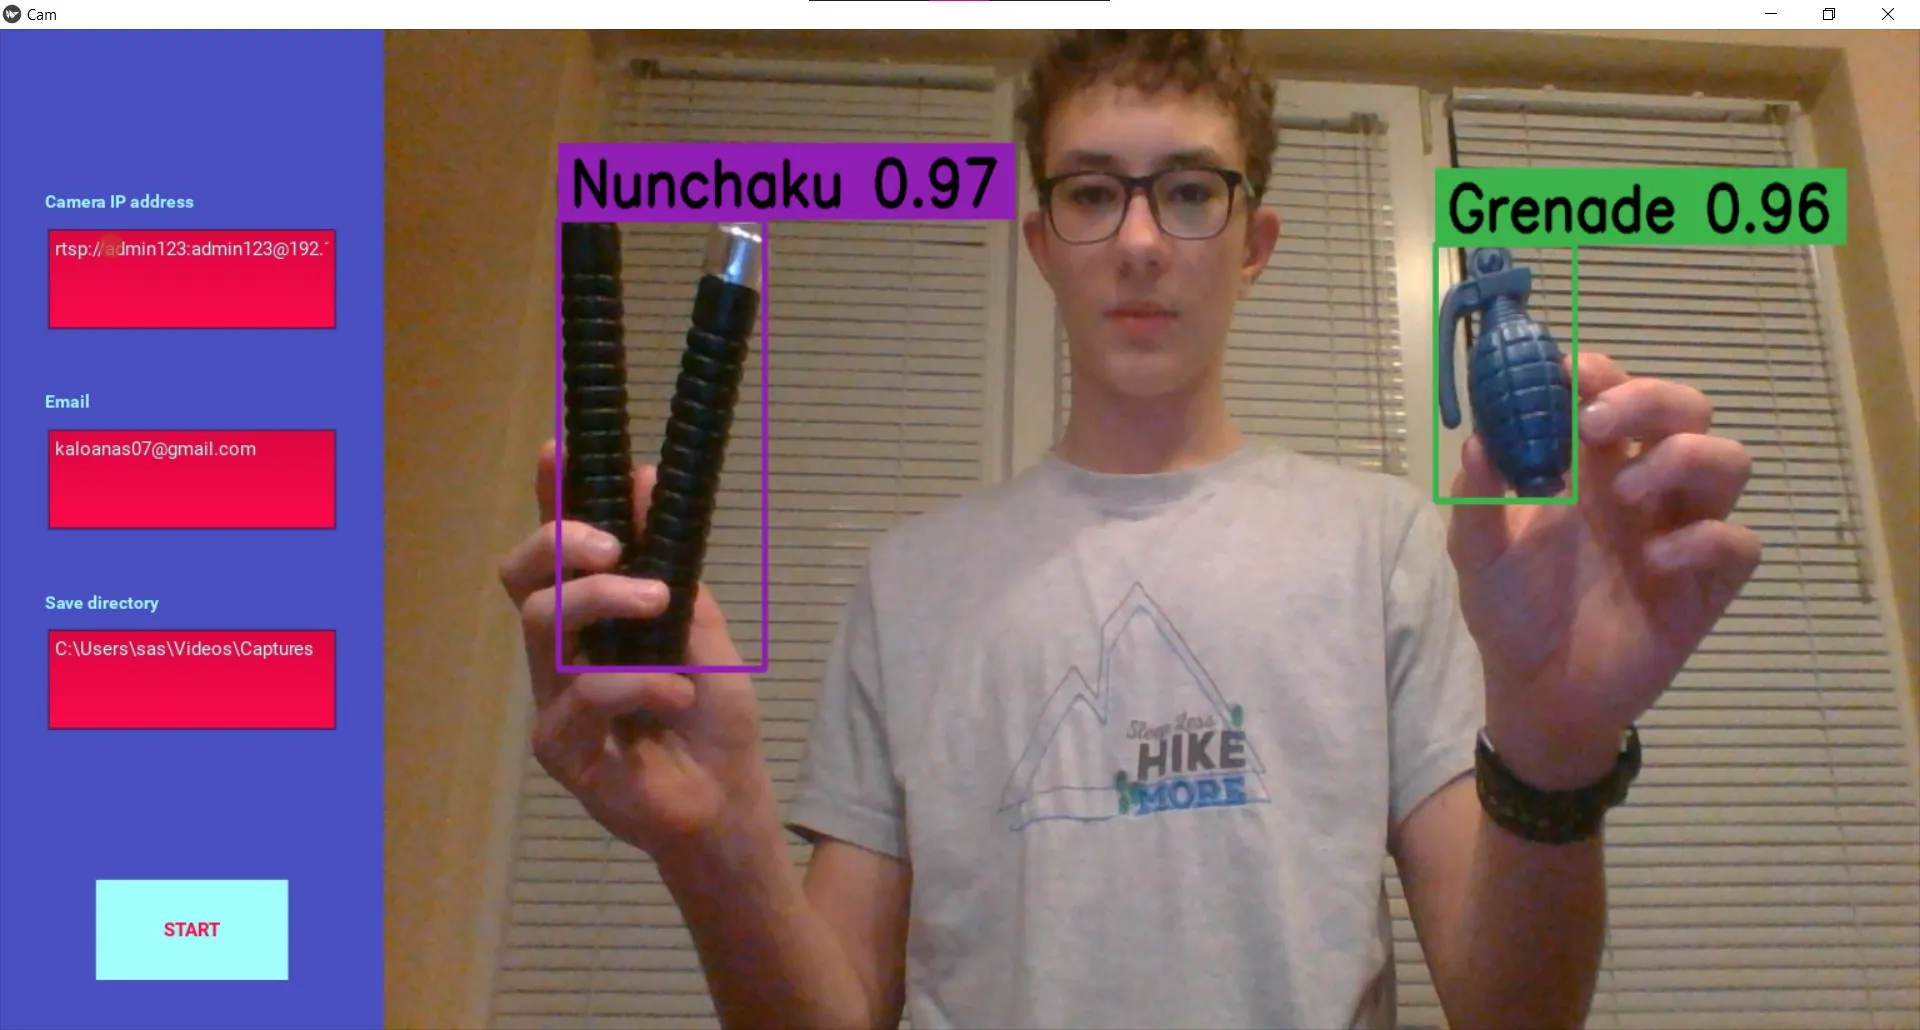 Cam
Camera IP address
rtsp://admin123:admin123@192.
Email
kaloanas07@gmail.com
Save directory
C:\Users\sas\Videos\Captures
START
Nunchaku 0.97
Grenade 0.96
Sleep Less
HIKE
MORE